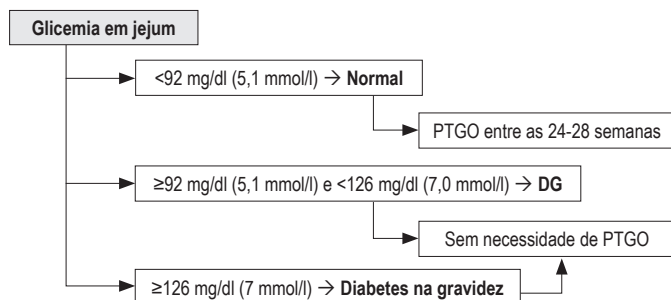 Glicemia em jejum
<92 mg/dl (5,1 mmol/l) → Normal
PTGO entre as 24-28 semanas
≥92 mg/dl (5,1 mmol/l) e <126 mg/dl (7,0 mmol/l) → DG
Sem necessidade de PTGO
≥126 mg/dl (7 mmol/l) → Diabetes na gravidez